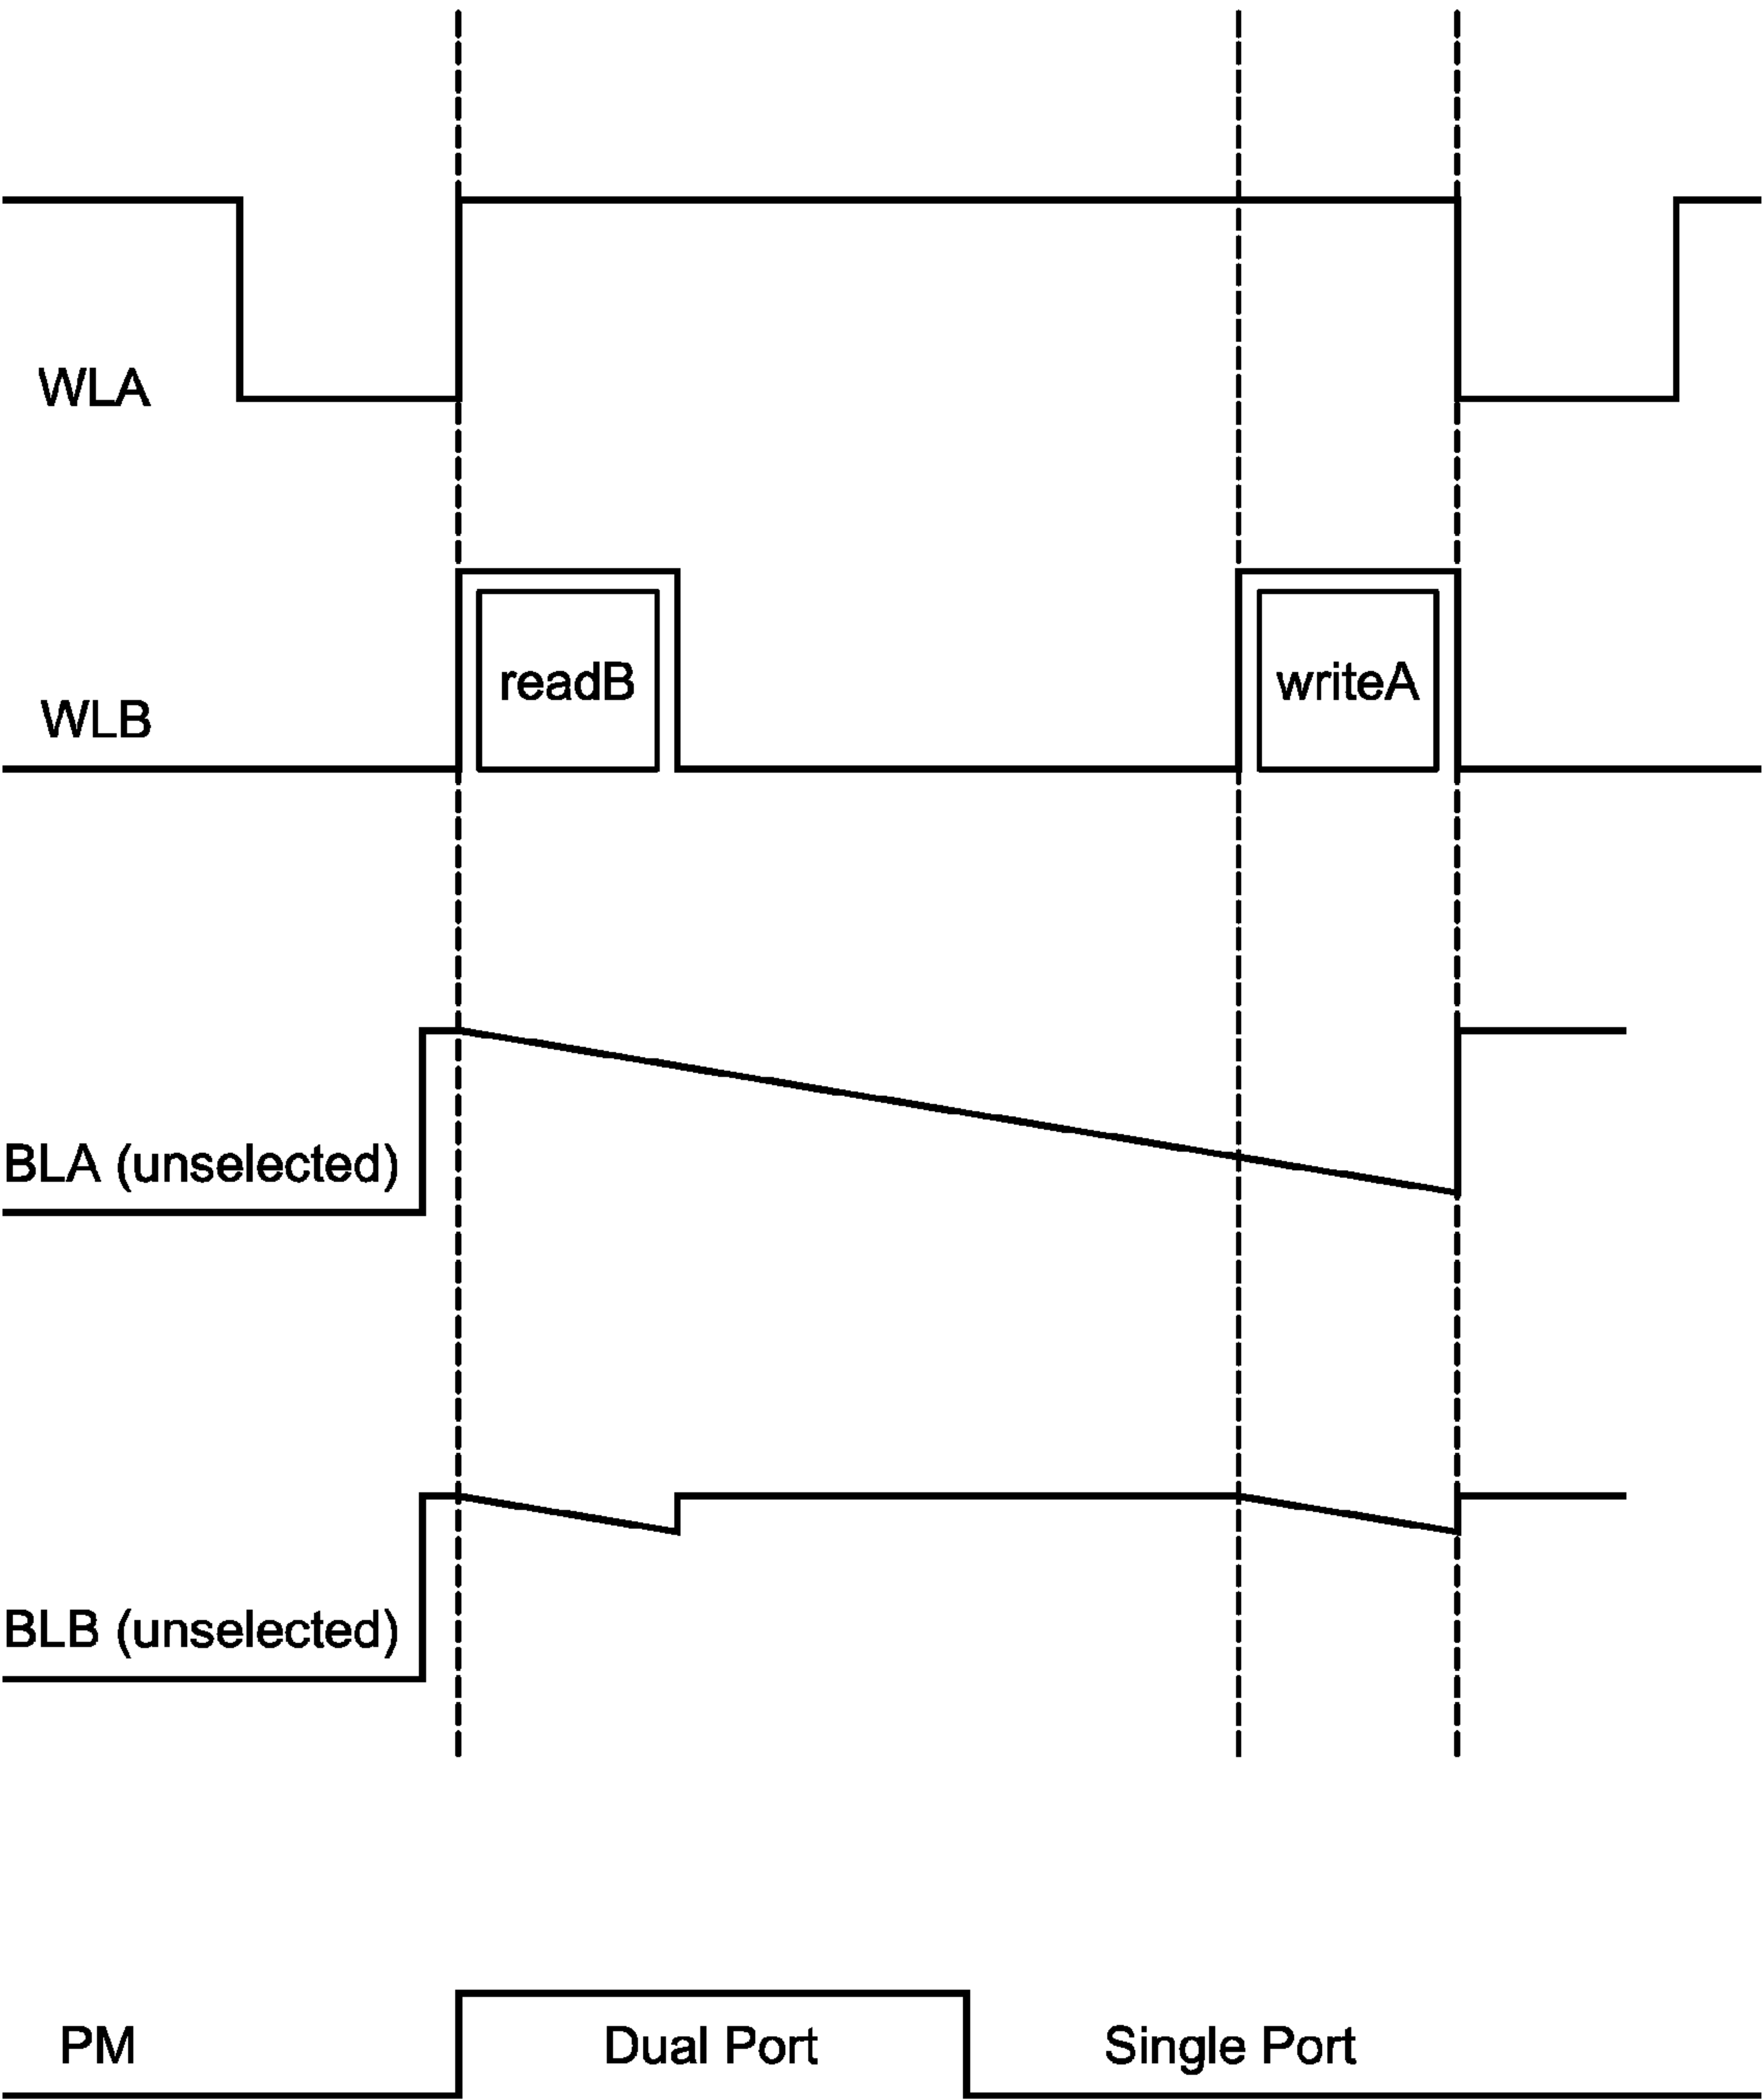 WLA
readB
writeA
WLB
BLA (unselected)
BLB (unselected)
PM
Dual Port
Single Port